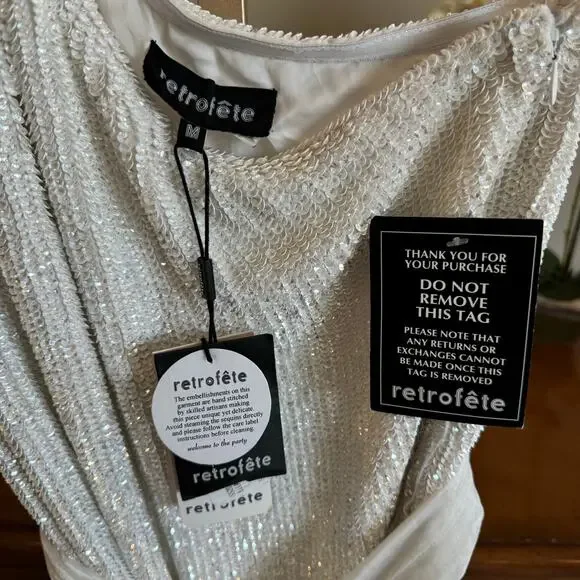 retrofête
M
THANK YOU FOR
YOUR PURCHASE
DO NOT
REMOVE
THIS TAG
PLEASE NOTE THAT
ANY RETURNS OR
EXCHANGES CANNOT
BE MADE ONCE THIS
TAG IS REMOVED
retrofête
retrofête
The embellishments on this
garment are hand stitched
by skilled artisans making
this piece unique yet delicate
Avoid steaming the sequins directly
and please follow the care label
instructions before cleaning.
welcome to the party
retrofête
retrofête